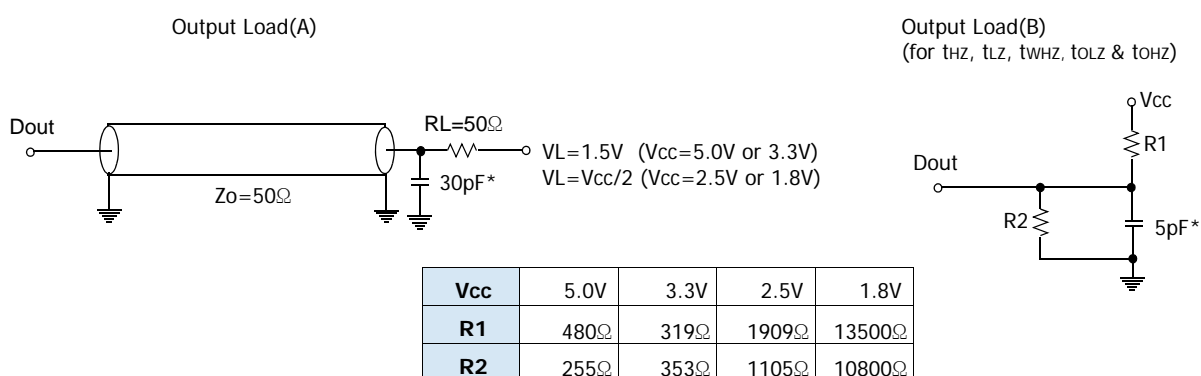 Output Load(A)
Output Load(B)
(for tHZ, tLZ, tWHZ, tOLZ & tOHZ)
Vcc
R1
Dout
RL=50Ω
VL=1.5V (Vcc=5.0V or 3.3V)
VL=Vcc/2 (Vcc=2.5V or 1.8V)
30pF*
Zo=50Ω
Dout
R2
5pF*
Vcc 5.0V 3.3V 2.5V 1.8V
R1 480Ω 319Ω 1909Ω 13500Ω
R2 255Ω 353Ω 1105Ω 10800Ω